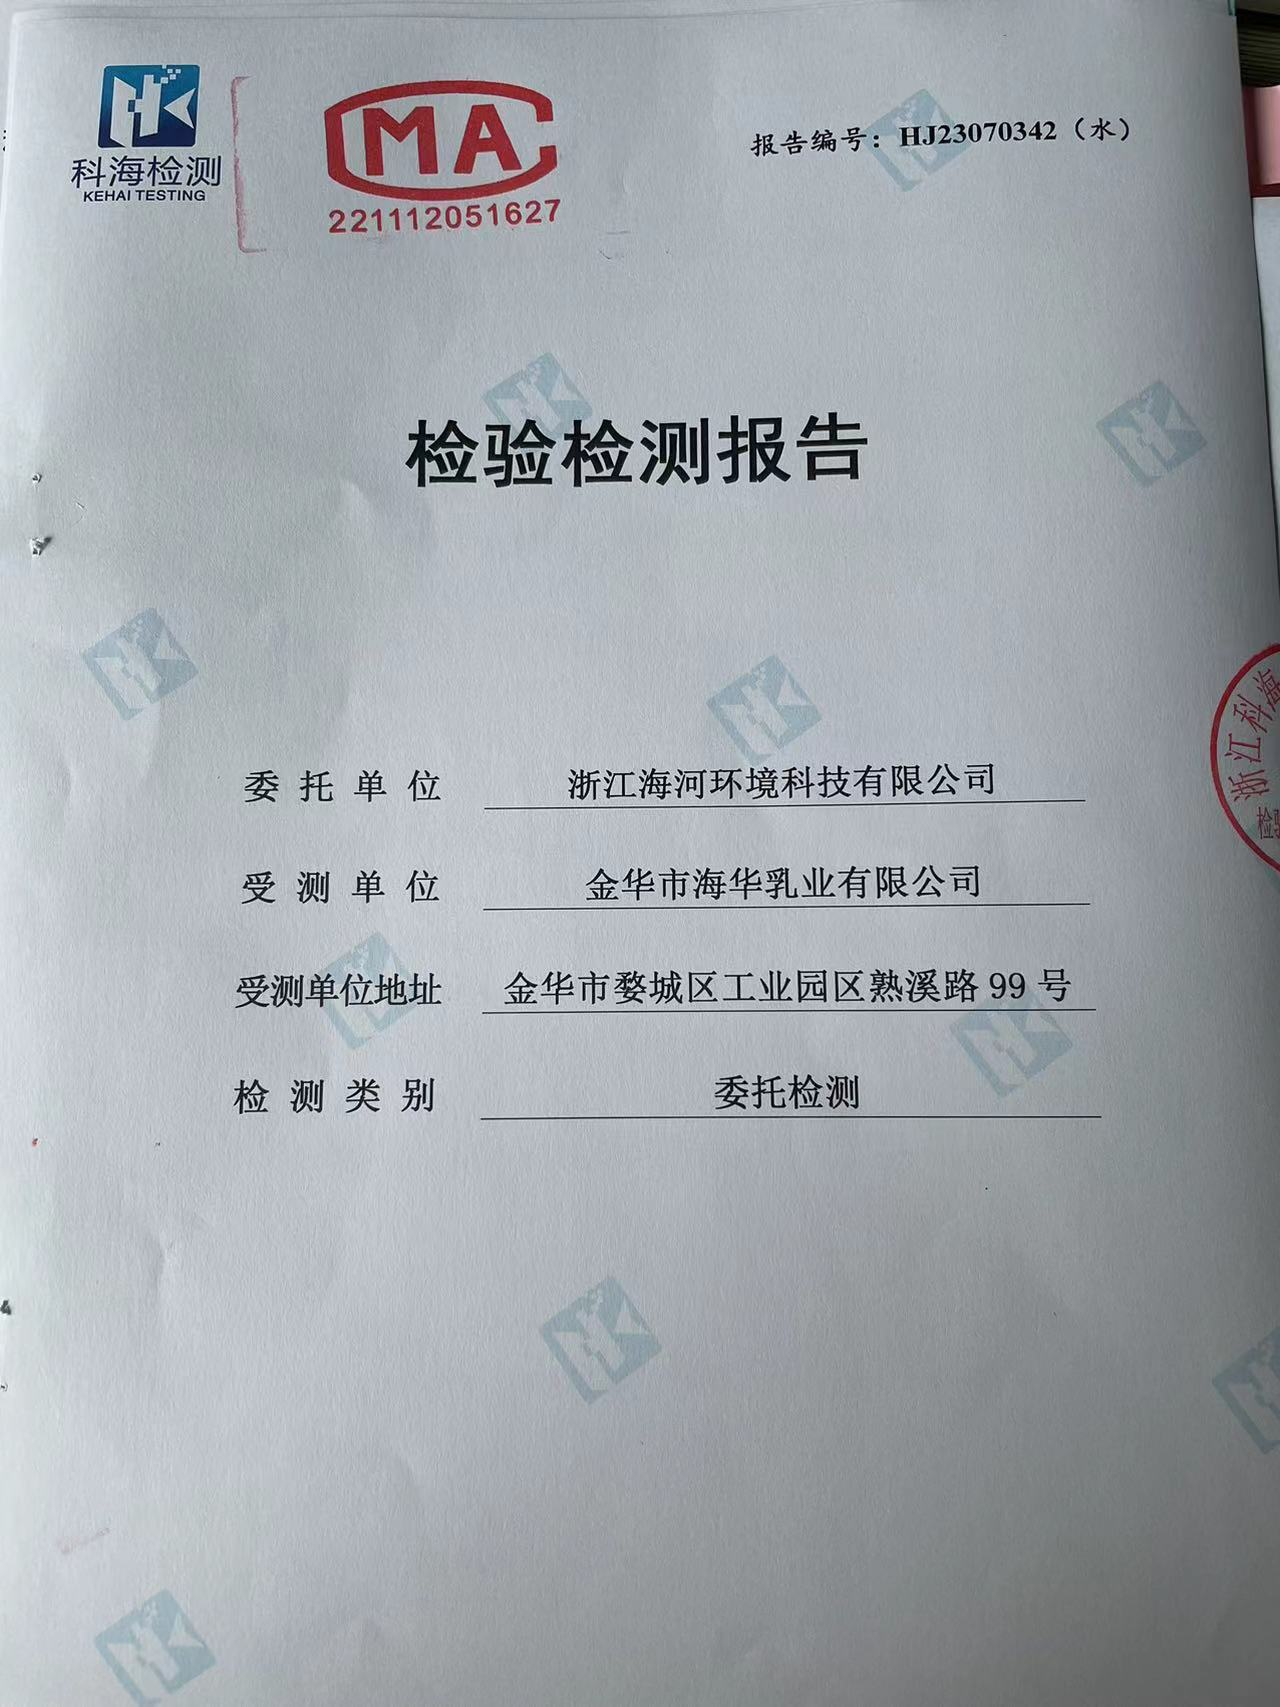 科海检测
KEHAI TESTING
MA
221112051627
报告编号：HJ23070342（水）
检验检测报告
委托单位 浙江海河环境科技有限公司
受测单位 金华市海华乳业有限公司
受测单位地址 金华市婺城区工业园区熟溪路 99 号
检测类别 委托检测
浙江科海
检验